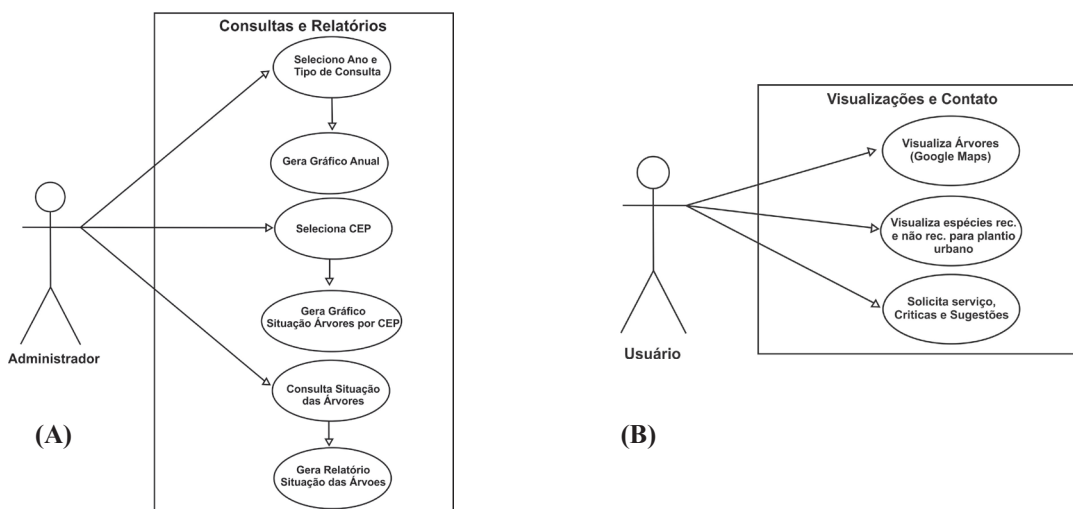 Consultas e Relatórios
Seleciono Ano e
Tipo de Consulta
Gera Gráfico Anual
Seleciona CEP
Gera Gráfico
Situação Árvores por CEP
Consulta Situação
das Árvores
Gera Relatório
Situação das Árvoes
Administrador
(A)
Visualizações e Contato
Visualiza Árvores
(Google Maps)
Visualiza espécies rec.
e não rec. para plantio
urbano
Solicita serviço,
Criticas e Sugestões
Usuário
(B)